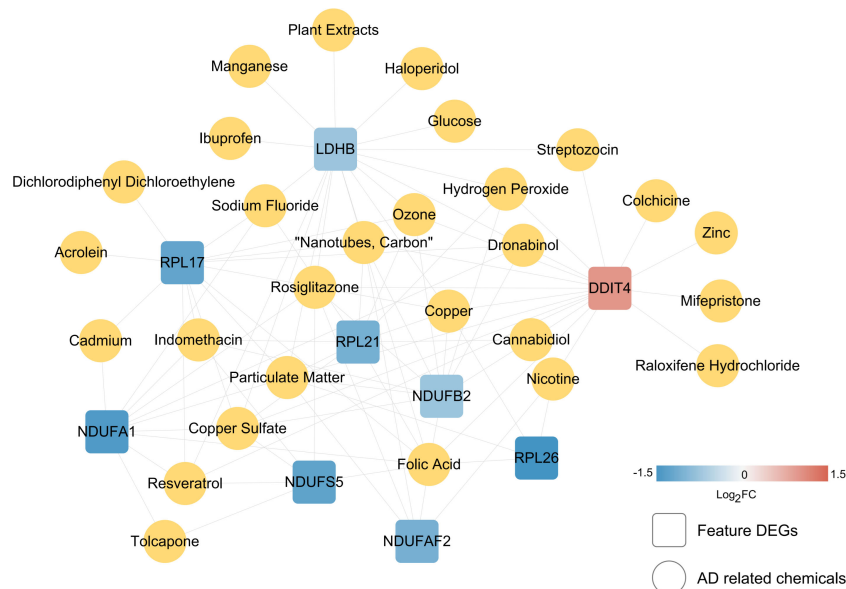 Plant Extracts
Manganese
Haloperidol
Glucose
Ibuprofen
LDHB
Streptozocin
Dichlorodiphenyl Dichloroethylene
Hydrogen Peroxide
Colchicine
Sodium Fluoride
Ozone
Zinc
"Nanotubes, Carbon"
Dronabinol
Acrolein
RPL17
Rosiglitazone
DDIT4
Mifepristone
Copper
Cadmium
Indomethacin
RPL21
Cannabidiol
Raloxifene Hydrochloride
Particulate Matter
Nicotine
NDUFB2
NDUFA1
Copper Sulfate
RPL26
Folic Acid
Resveratrol
NDUFS5
Tolcapone
NDUFAF2
-1.5 0 1.5
Log2FC
Feature DEGs
AD related chemicals